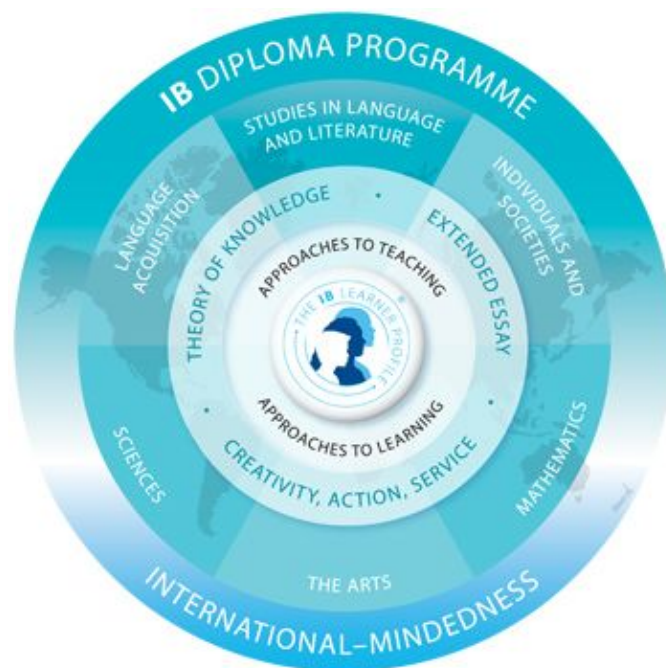 IB DIPLOMA PROGRAMME
STUDIES IN LANGUAGE
AND LITERATURE
LANGUAGE
ACQUISITION
INDIVIDUALS AND
SOCIETIES
THEORY OF KNOWLEDGE
EXTENDED ESSAY
APPROACHES TO TEACHING
THE IB LEARNER PROFILE ®
APPROACHES TO LEARNING
CREATIVITY, ACTION, SERVICE
SCIENCES
MATHEMATICS
THE ARTS
INTERNATIONAL–MINDEDNESS